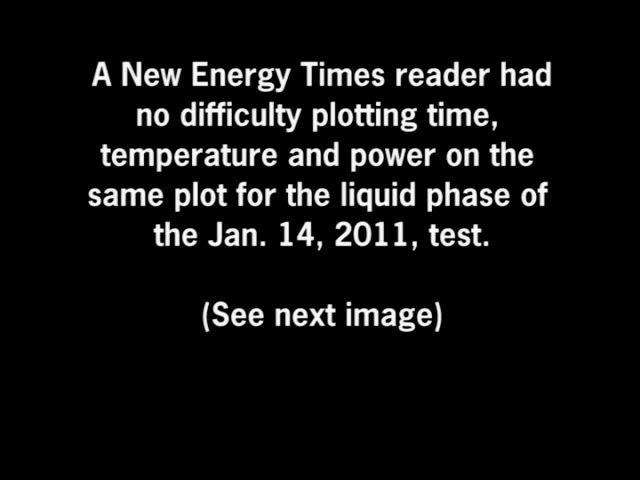 A New Energy Times reader had
no difficulty plotting time,
temperature and power on the
same plot for the liquid phase of
the Jan. 14, 2011, test.
(See next image)